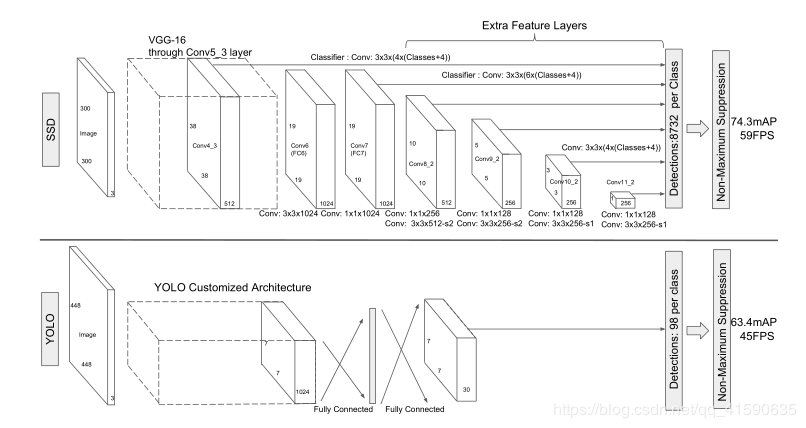 Extra Feature Layers
VGG-16
through Conv5_3 layer
Classifier : Conv: 3x3x(4x(Classes+4))
Classifier : Conv: 3x3x(6x(Classes+4))
SSD
300
Image
300
3
38
Conv4_3
38
512
19
Conv6
(FC6)
19
1024
19
Conv7
(FC7)
19
1024
10
Conv8_2
10
512
5
Conv9_2
5
256
Conv: 3x3x(4x(Classes+4))
3
Conv10_2
3
256
Conv11_2
1
256
Conv: 3x3x1024
Conv: 1x1x1024
Conv: 1x1x256
Conv: 3x3x512-s2
Conv: 1x1x128
Conv: 3x3x256-s2
Conv: 1x1x128
Conv: 3x3x256-s1
Conv: 1x1x128
Conv: 3x3x256-s1
Detections:8732 per Class
Non-Maximum Suppression
74.3mAP
59FPS
YOLO
448
Image
448
3
YOLO Customized Architecture
7
7
1024
Fully Connected
Fully Connected
7
7
30
Detections: 98 per class
Non-Maximum Suppression
63.4mAP
45FPS
https://blog.csdn.net/qq_41590635